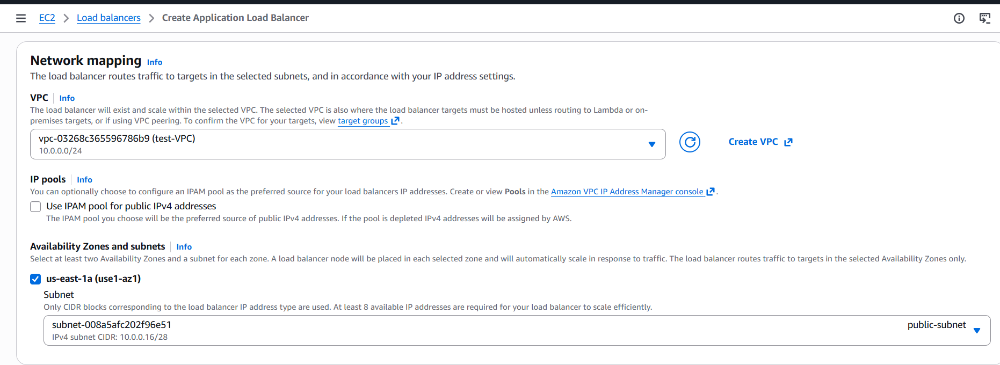 EC2 > Load balancers > Create Application Load Balancer
Network mapping Info
The load balancer routes traffic to targets in the selected subnets, and in accordance with your IP address settings.
VPC Info
The load balancer will exist and scale within the selected VPC. The selected VPC is also where the load balancer targets must be hosted unless routing to Lambda or on-
premises targets, or if using VPC peering. To confirm the VPC for your targets, view target groups.
vpc-03268c365596786b9 (test-VPC)
10.0.0.0/24
Create VPC
IP pools Info
You can optionally choose to configure an IPAM pool as the preferred source for your load balancers IP addresses. Create or view Pools in the Amazon VPC IP Address Manager console.
Use IPAM pool for public IPv4 addresses
The IPAM pool you choose will be the preferred source of public IPv4 addresses. If the pool is depleted IPv4 addresses will be assigned by AWS.
Availability Zones and subnets Info
Select at least two Availability Zones and a subnet for each zone. A load balancer node will be placed in each selected zone and will automatically scale in response to traffic. The load balancer routes traffic to targets in the selected Availability Zones only.
us-east-1a (use1-az1)
Subnet
Only CIDR blocks corresponding to the load balancer IP address type are used. At least 8 available IP addresses are required for your load balancer to scale efficiently.
subnet-008a5afc202f96e51 public-subnet
IPv4 subnet CIDR: 10.0.0.16/28